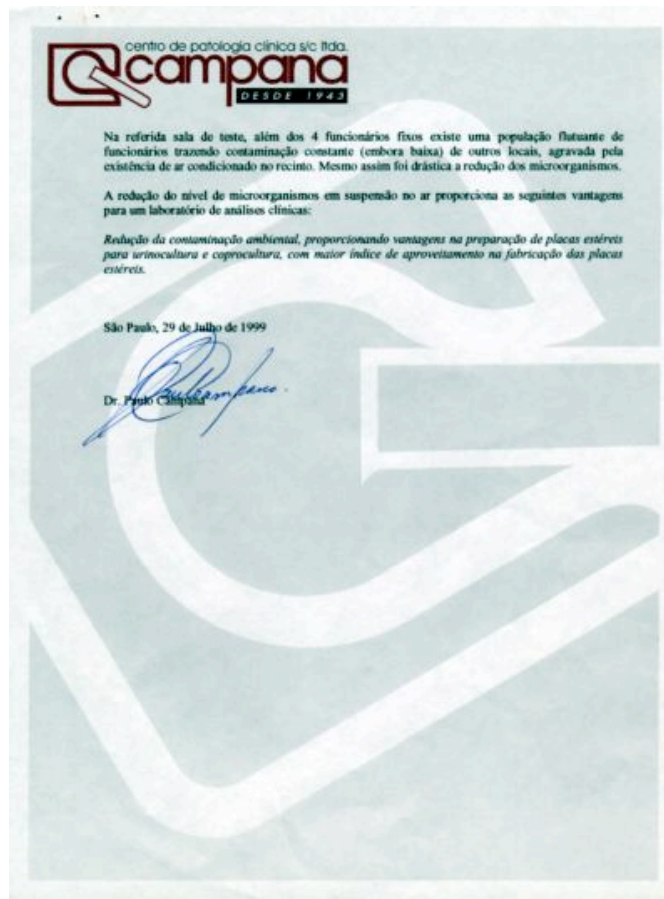 centro de patologia clínica s/c ltda.
campana
DESDE 1943
Na referida sala de teste, além dos 4 funcionários fixos existe uma população flutuante de
funcionários trazendo contaminação constante (embora baixa) de outros locais, agravada pela
existência de ar condicionado no recinto. Mesmo assim foi drástica a redução dos microorganismos.
A redução do nível de microorganismos em suspensão no ar proporciona as seguintes vantagens
para um laboratório de análises clínicas:
Redução da contaminação ambiental, proporcionando vantagens na preparação de placas estéreis
para urinocultura e coprocultura, com maior índice de aproveitamento na fabricação das placas
estéreis.
São Paulo, 29 de Julho de 1999
Dr. Paulo Campana